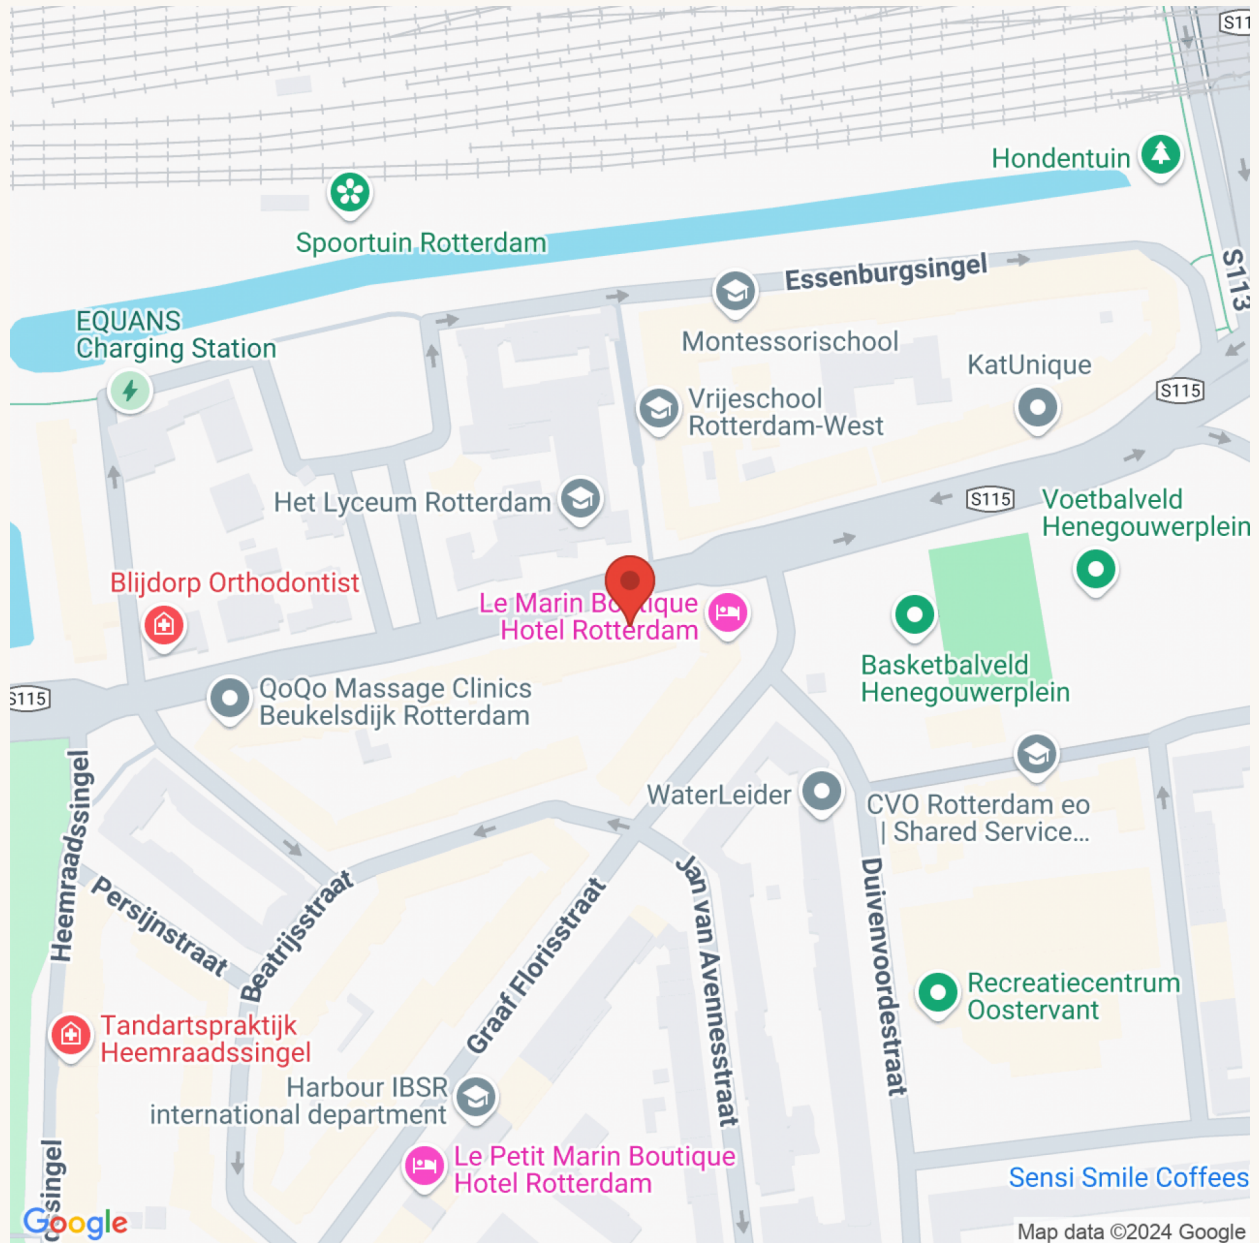 S11
Hondentuin
Spoortuin Rotterdam
Essenburgsingel
S113
EQUANS
Charging Station
Montessorischool
KatUnique
S115
Vrijeschool
Rotterdam-West
Het Lyceum Rotterdam
S115
Voetbalveld
Henegouwerplein
Blijdorp Orthodontist
Le Marin Boutique
Hotel Rotterdam
Basketbalveld
Henegouwerplein
S115
QoQo Massage Clinics
Beukelsdijk Rotterdam
Heemraadssingel
WaterLeider
CVO Rotterdam eo
| Shared Service...
Persijnstraat
Beatrijsstraat
Graaf Florisstraat
Jan van Avennesstraat
Duivenvoordestraat
Recreatiecentrum
Oostervant
Tandartspraktijk
Heemraadssingel
Harbour IBSR
international department
Le Petit Marin Boutique
Hotel Rotterdam
Sensi Smile Coffees
Google
Map data ©2024 Google